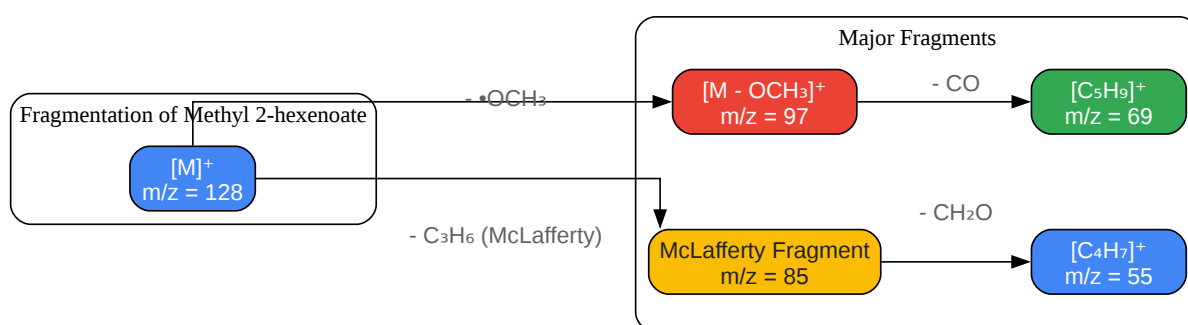 Major Fragments
Fragmentation of Methyl 2-hexenoate
[M]⁺
m/z = 128
- •OCH₃
[M - OCH₃]⁺
m/z = 97
- CO
[C₅H₉]⁺
m/z = 69
- C₃H₆ (McLafferty)
McLafferty Fragment
m/z = 85
- CH₂O
[C₄H₇]⁺
m/z = 55